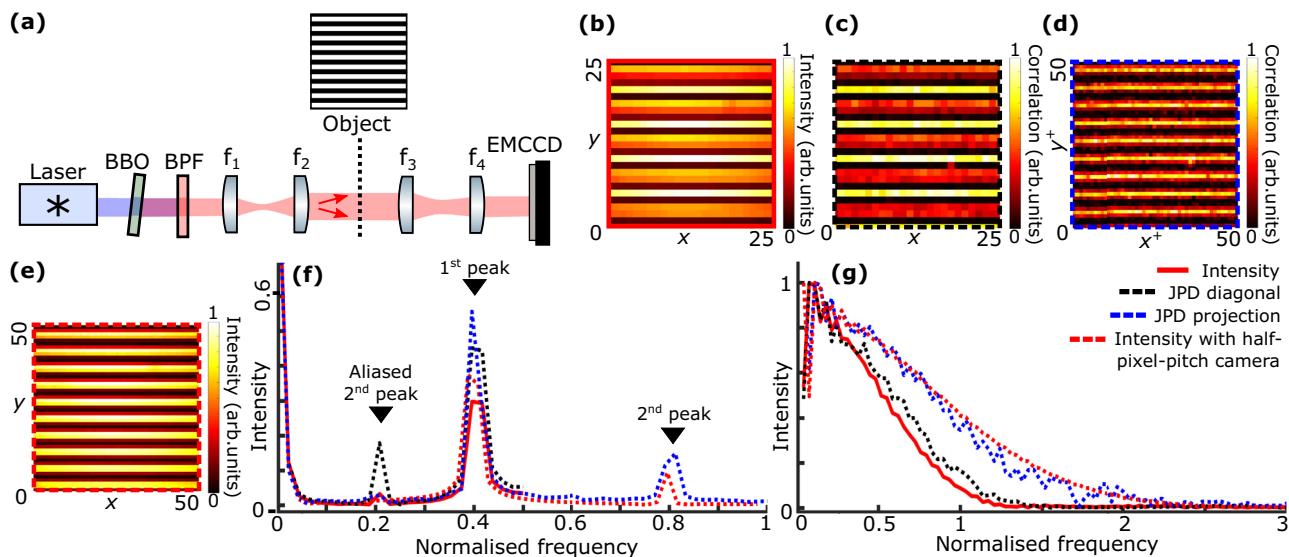 (a)
Object
Laser
BBO
BPF
f1
f2
f3
f4
EMCCD
*
(b)
25
y
0
x
25
1
Intensity (arb.units)
0
(c)
25
0
x
25
1
Correlation (arb.units)
0
(d)
50
y+
0
x+
50
1
Correlation (arb.units)
0
(e)
50
y
0
x
50
1
Intensity (arb.units)
0
(f)
0.6
Intensity
0
1st peak
Aliased
2nd peak
2nd peak
0
0.2
0.4
0.6
0.8
1
Normalised frequency
(g)
1
Intensity
0
Intensity
JPD diagonal
JPD projection
Intensity with half-
pixel-pitch camera
0
0.5
1
2
3
Normalised frequency